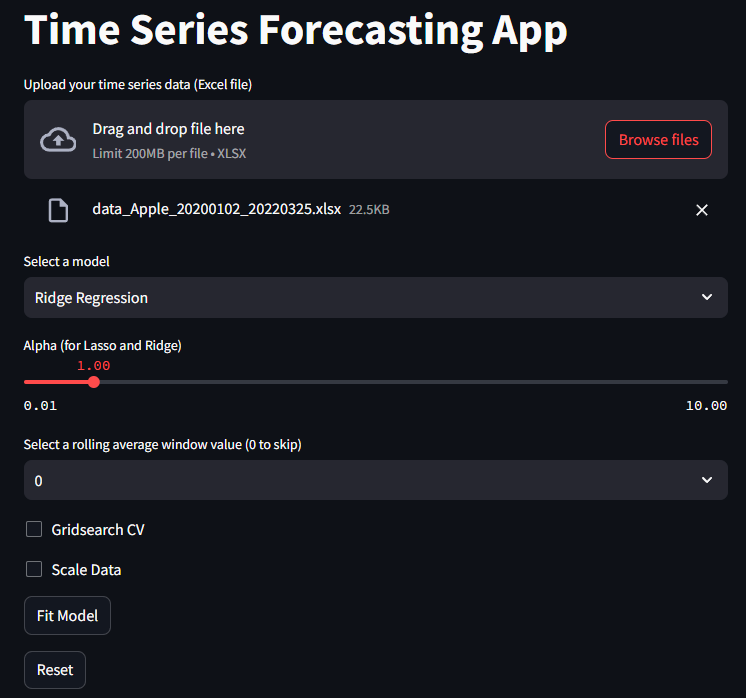 Time Series Forecasting App
Upload your time series data (Excel file)
Drag and drop file here
Limit 200MB per file • XLSX
Browse files
data_Apple_20200102_20220325.xlsx 22.5KB
Select a model
Ridge Regression
Alpha (for Lasso and Ridge)
1.00
0.01 10.00
Select a rolling average window value (0 to skip)
0
Gridsearch CV
Scale Data
Fit Model
Reset